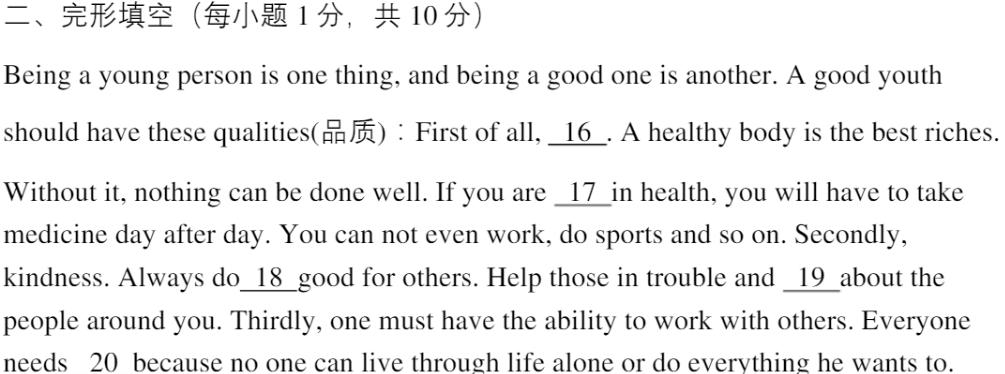 二、完形填空（每小题 1 分，共 10 分）
Being a young person is one thing, and being a good one is another. A good youth
should have these qualities(品质)：First of all, 16 . A healthy body is the best riches.
Without it, nothing can be done well. If you are 17 in health, you will have to take
medicine day after day. You can not even work, do sports and so on. Secondly,
kindness. Always do 18 good for others. Help those in trouble and 19 about the
people around you. Thirdly, one must have the ability to work with others. Everyone
needs 20 because no one can live through life alone or do everything he wants to.